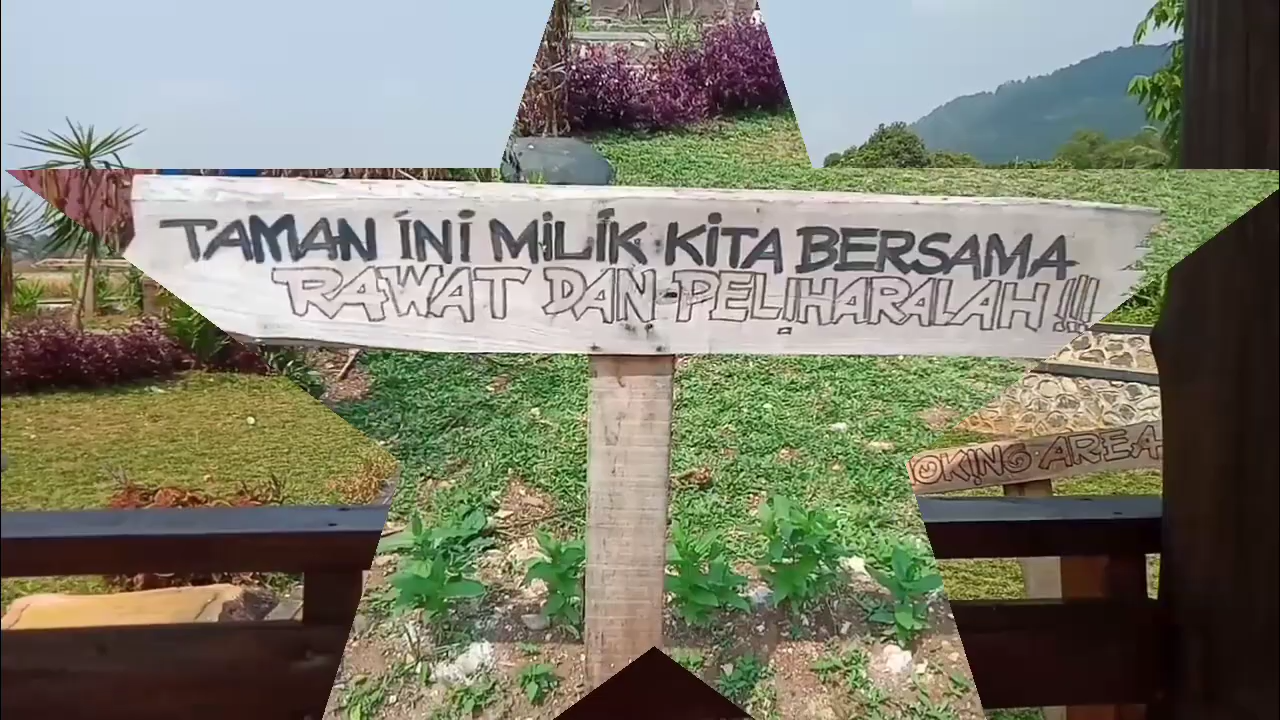 TAMAN INI MILIK KITA BERSAMA
RAWAT DAN PELIHARALAH !!!
OKING AREA